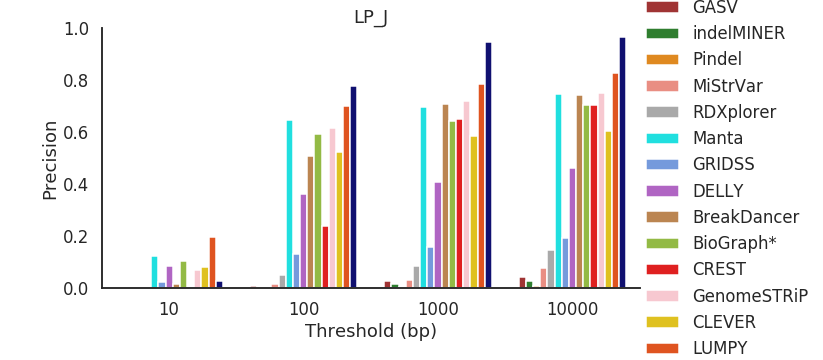 LP_J
Precision
1.0
0.8
0.6
0.4
0.2
0.0
10
100
1000
10000
Threshold (bp)
GASV
indelMINER
Pindel
MiStrVar
RDXplorer
Manta
GRIDSS
DELLY
BreakDancer
BioGraph*
CREST
GenomeSTRiP
CLEVER
LUMPY